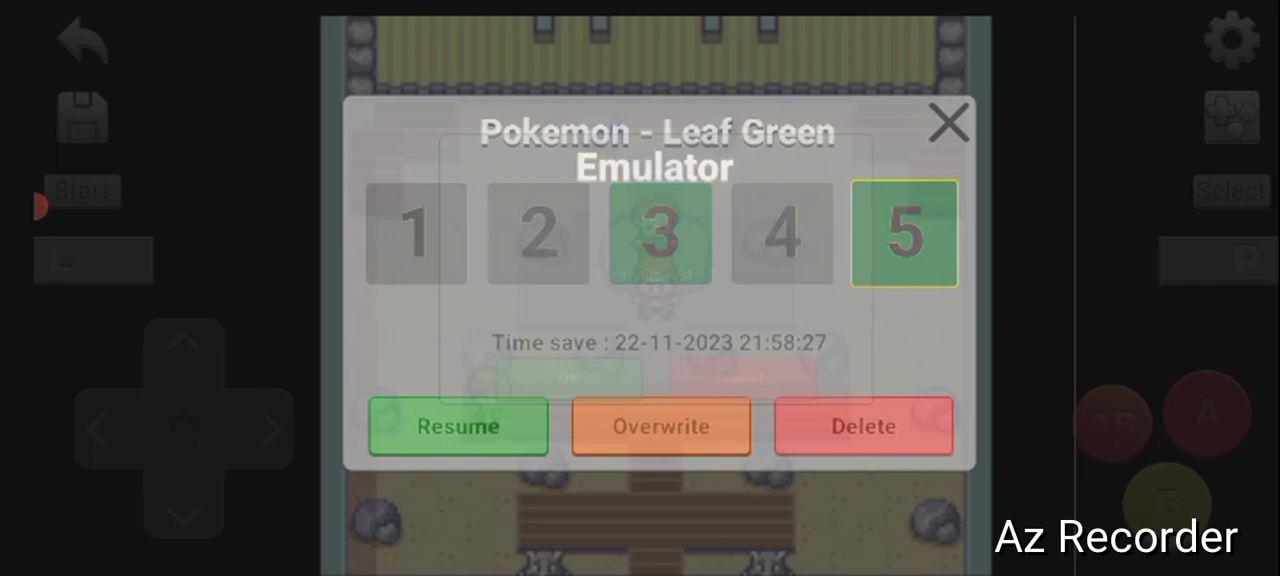 Pokemon - Leaf Green
Emulator
Start
Select
1 2 3 4 5
L
R
Time save : 22-11-2023 21:58:27
Resume
Overwrite
Delete
A
AB
B
Az Recorder